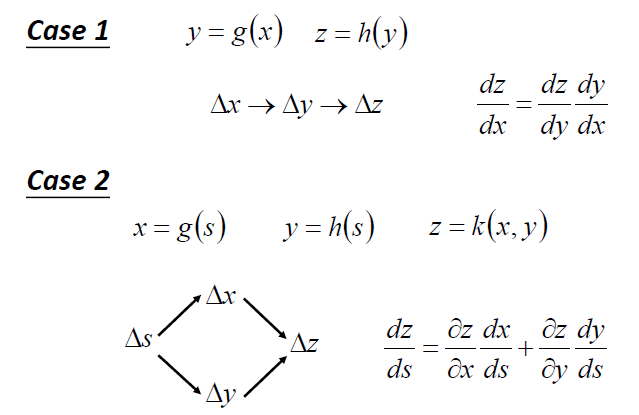 Case 1 y = g(x) z = h(y)
Δx → Δy → Δz dz/dx = dz/dy dy/dx
Case 2
x = g(s) y = h(s) z = k(x, y)
Δx
Δs Δz dz/ds = ∂z/∂x dx/ds + ∂z/∂y dy/ds
Δy